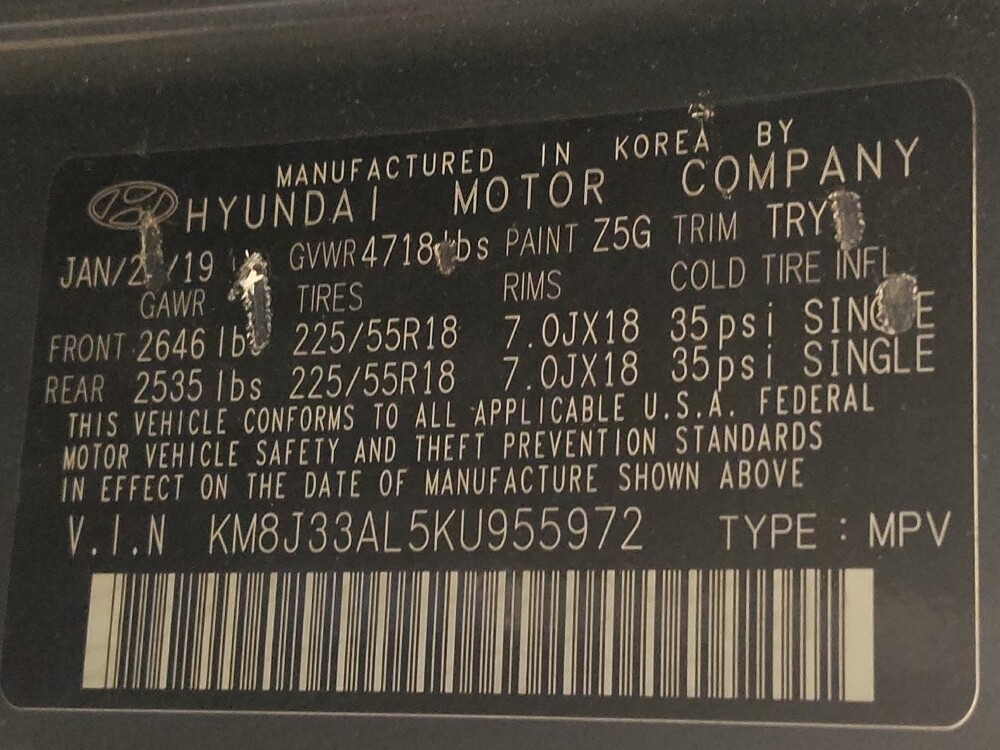 MANUFACTURED IN KOREA BY
HYUNDAI MOTOR COMPANY
GVWR 4718 lbs PAINT Z5G TRIM TRY
GAWR TIRES RIMS COLD TIRE INFL
FRONT 2646 lb 225/55R18 7.0JX18 35psi SINGLE
REAR 2535 lbs 225/55R18 7.0JX18 35psi SINGLE
THIS VEHICLE CONFORMS TO ALL APPLICABLE U.S.A. FEDERAL
MOTOR VEHICLE SAFETY AND THEFT PREVENTION STANDARDS
IN EFFECT ON THE DATE OF MANUFACTURE SHOWN ABOVE
V.I.N KM8J33AL5KU955972 TYPE : MPV